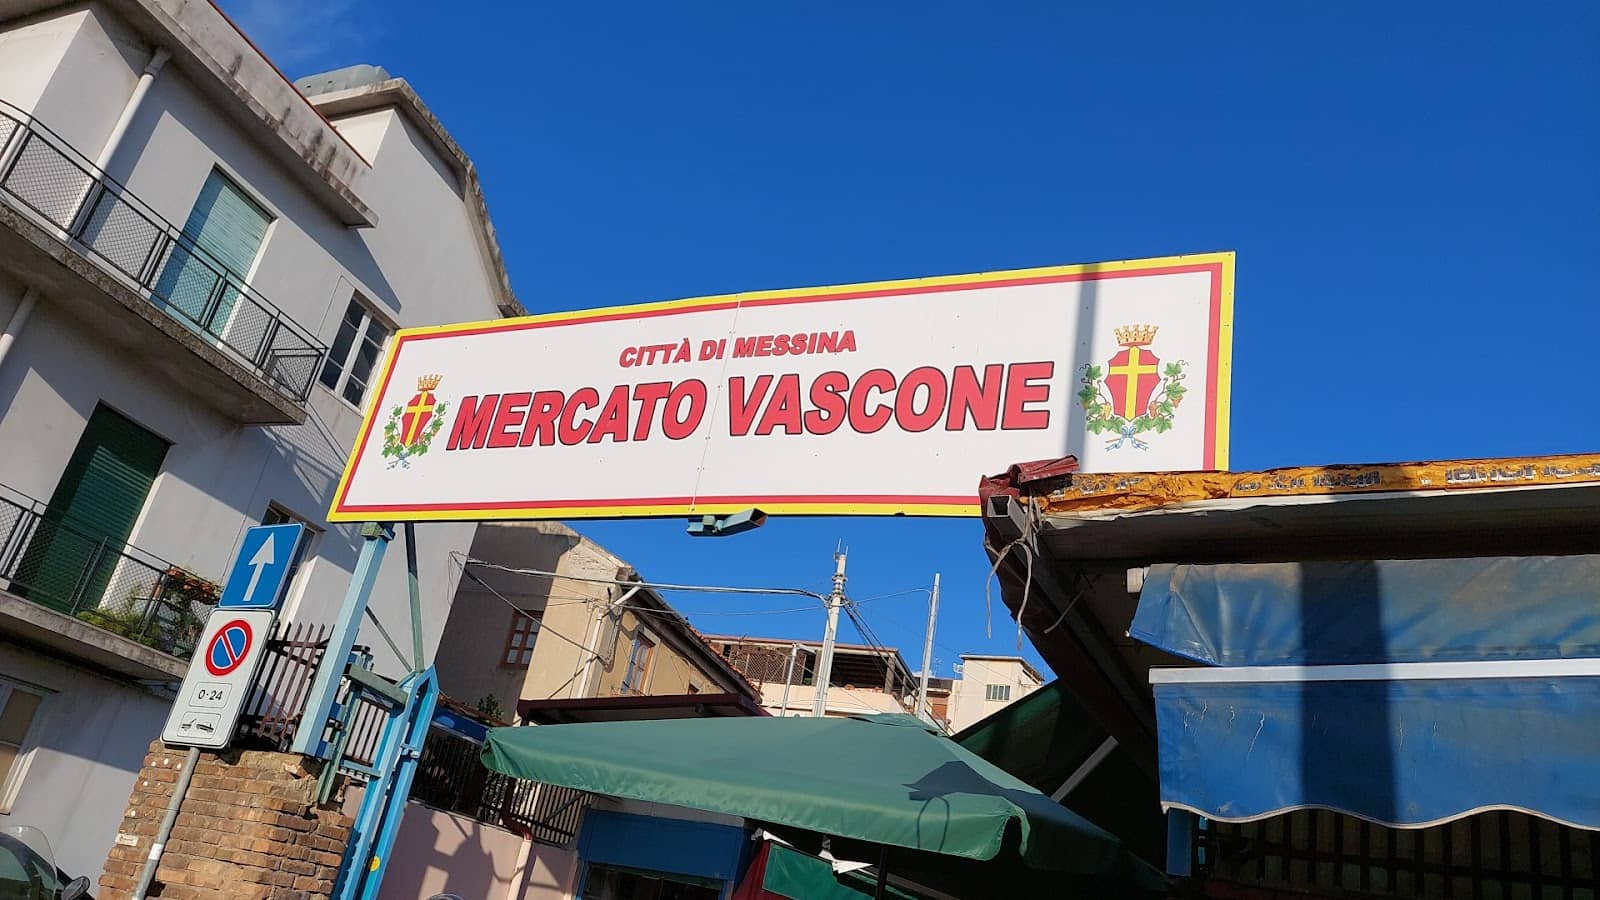 CITTÀ DI MESSINA
MERCATO VASCONE
0-24